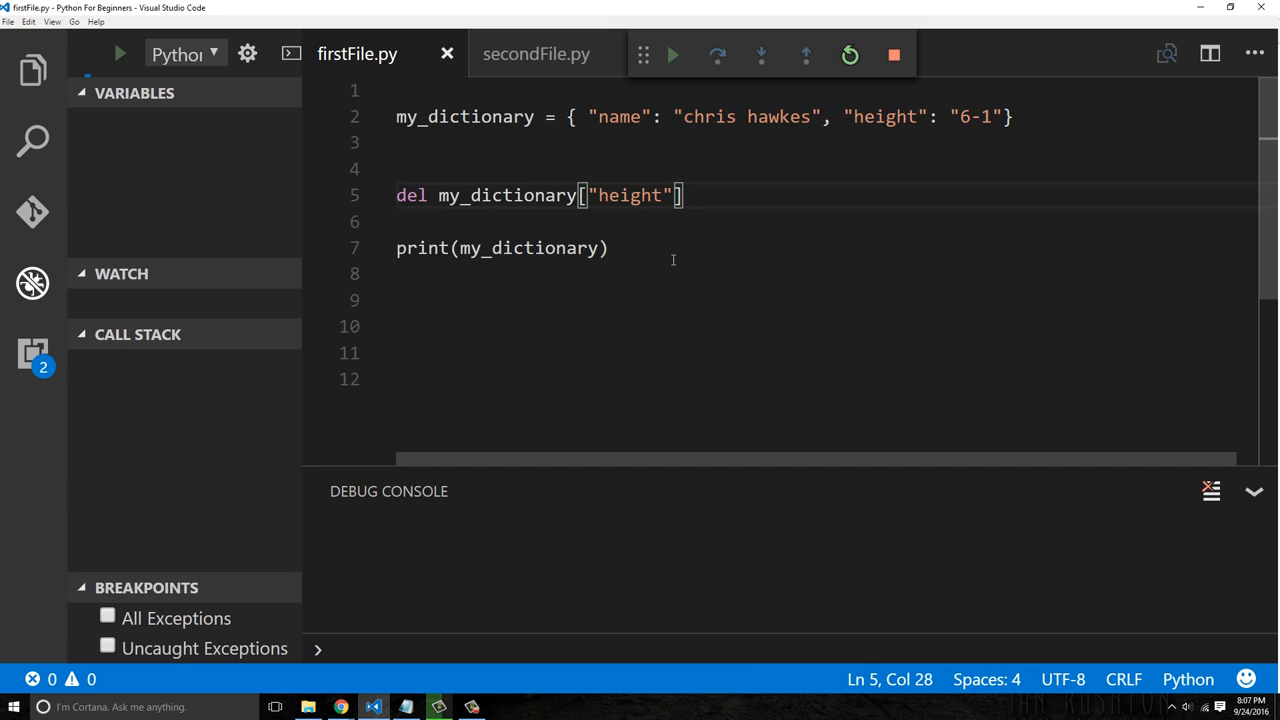 firstFile.py - Python For Beginners - Visual Studio Code
File Edit View Go Help
Python
firstFile.py
secondFile.py
VARIABLES
WATCH
CALL STACK
BREAKPOINTS
All Exceptions
Uncaught Exceptions
1
2 my_dictionary = { "name": "chris hawkes", "height": "6-1"}
3
4
5 del my_dictionary["height"]
6
7 print(my_dictionary)
8
9
10
11
12
DEBUG CONSOLE
2
0 0
Ln 5, Col 28 Spaces: 4 UTF-8 CRLF Python
I'm Cortana. Ask me anything.
8:07 PM
9/24/2016